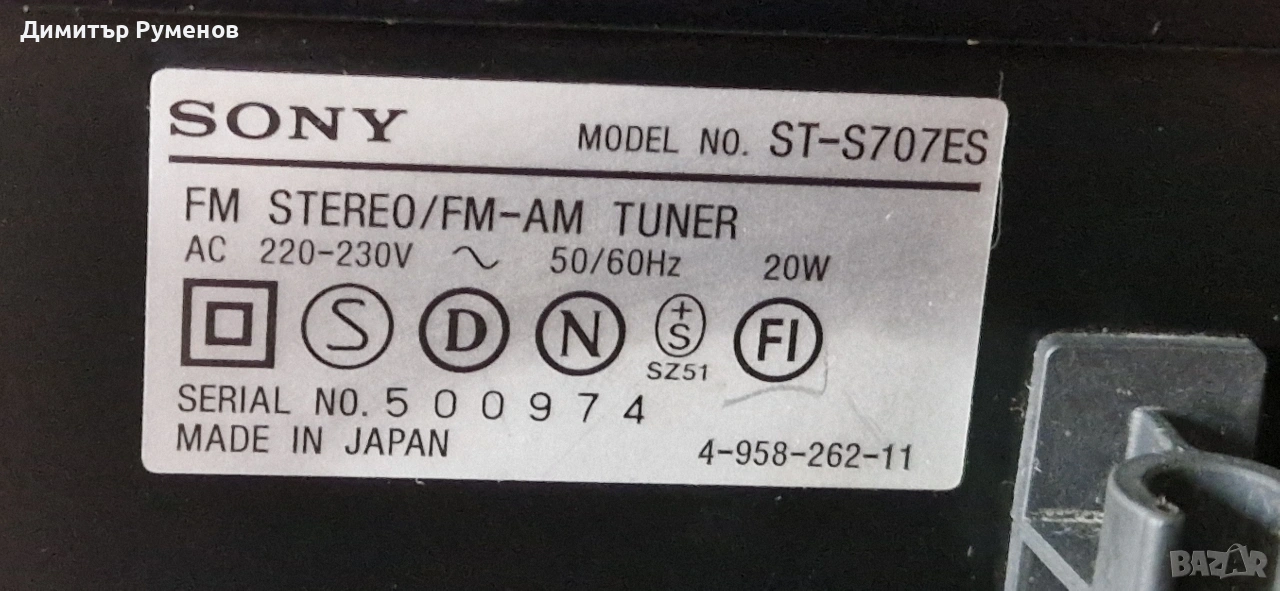 Димитър Руменов
SONY MODEL NO. ST-S707ES
FM STEREO/FM-AM TUNER
AC 220-230V ~ 50/60Hz 20W
S D N +S FI
SZ51
SERIAL NO. 500974
MADE IN JAPAN 4-958-262-11
BAZAR